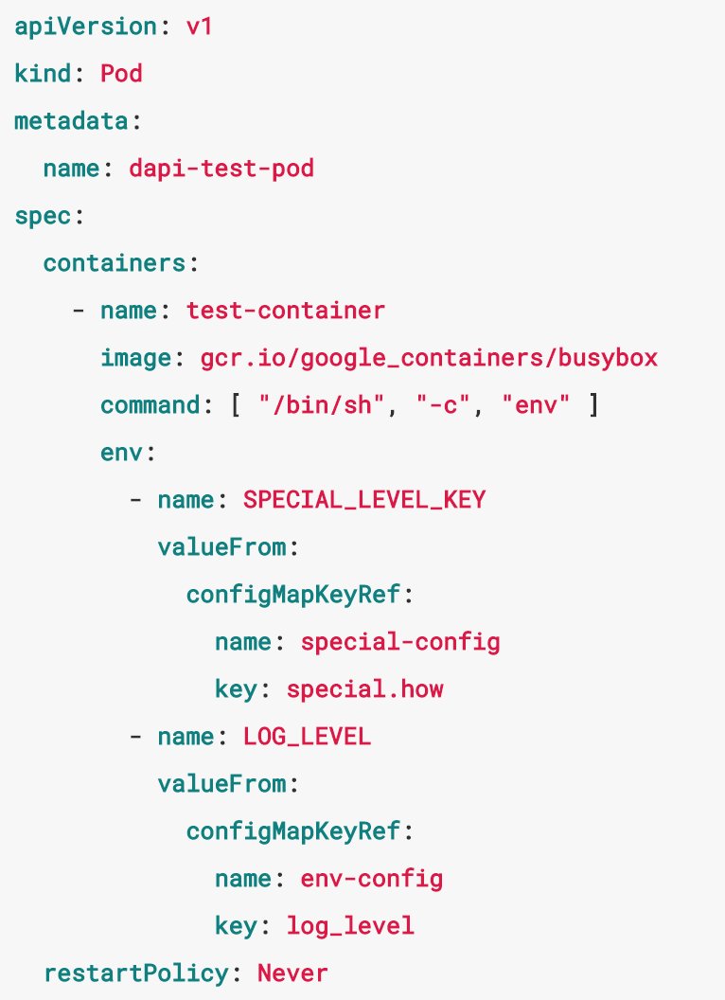 apiVersion: v1
kind: Pod
metadata:
  name: dapi-test-pod
spec:
  containers:
    - name: test-container
      image: gcr.io/google_containers/busybox
      command: [ "/bin/sh", "-c", "env" ]
      env:
        - name: SPECIAL_LEVEL_KEY
          valueFrom:
            configMapKeyRef:
              name: special-config
              key: special.how
        - name: LOG_LEVEL
          valueFrom:
            configMapKeyRef:
              name: env-config
              key: log_level
  restartPolicy: Never